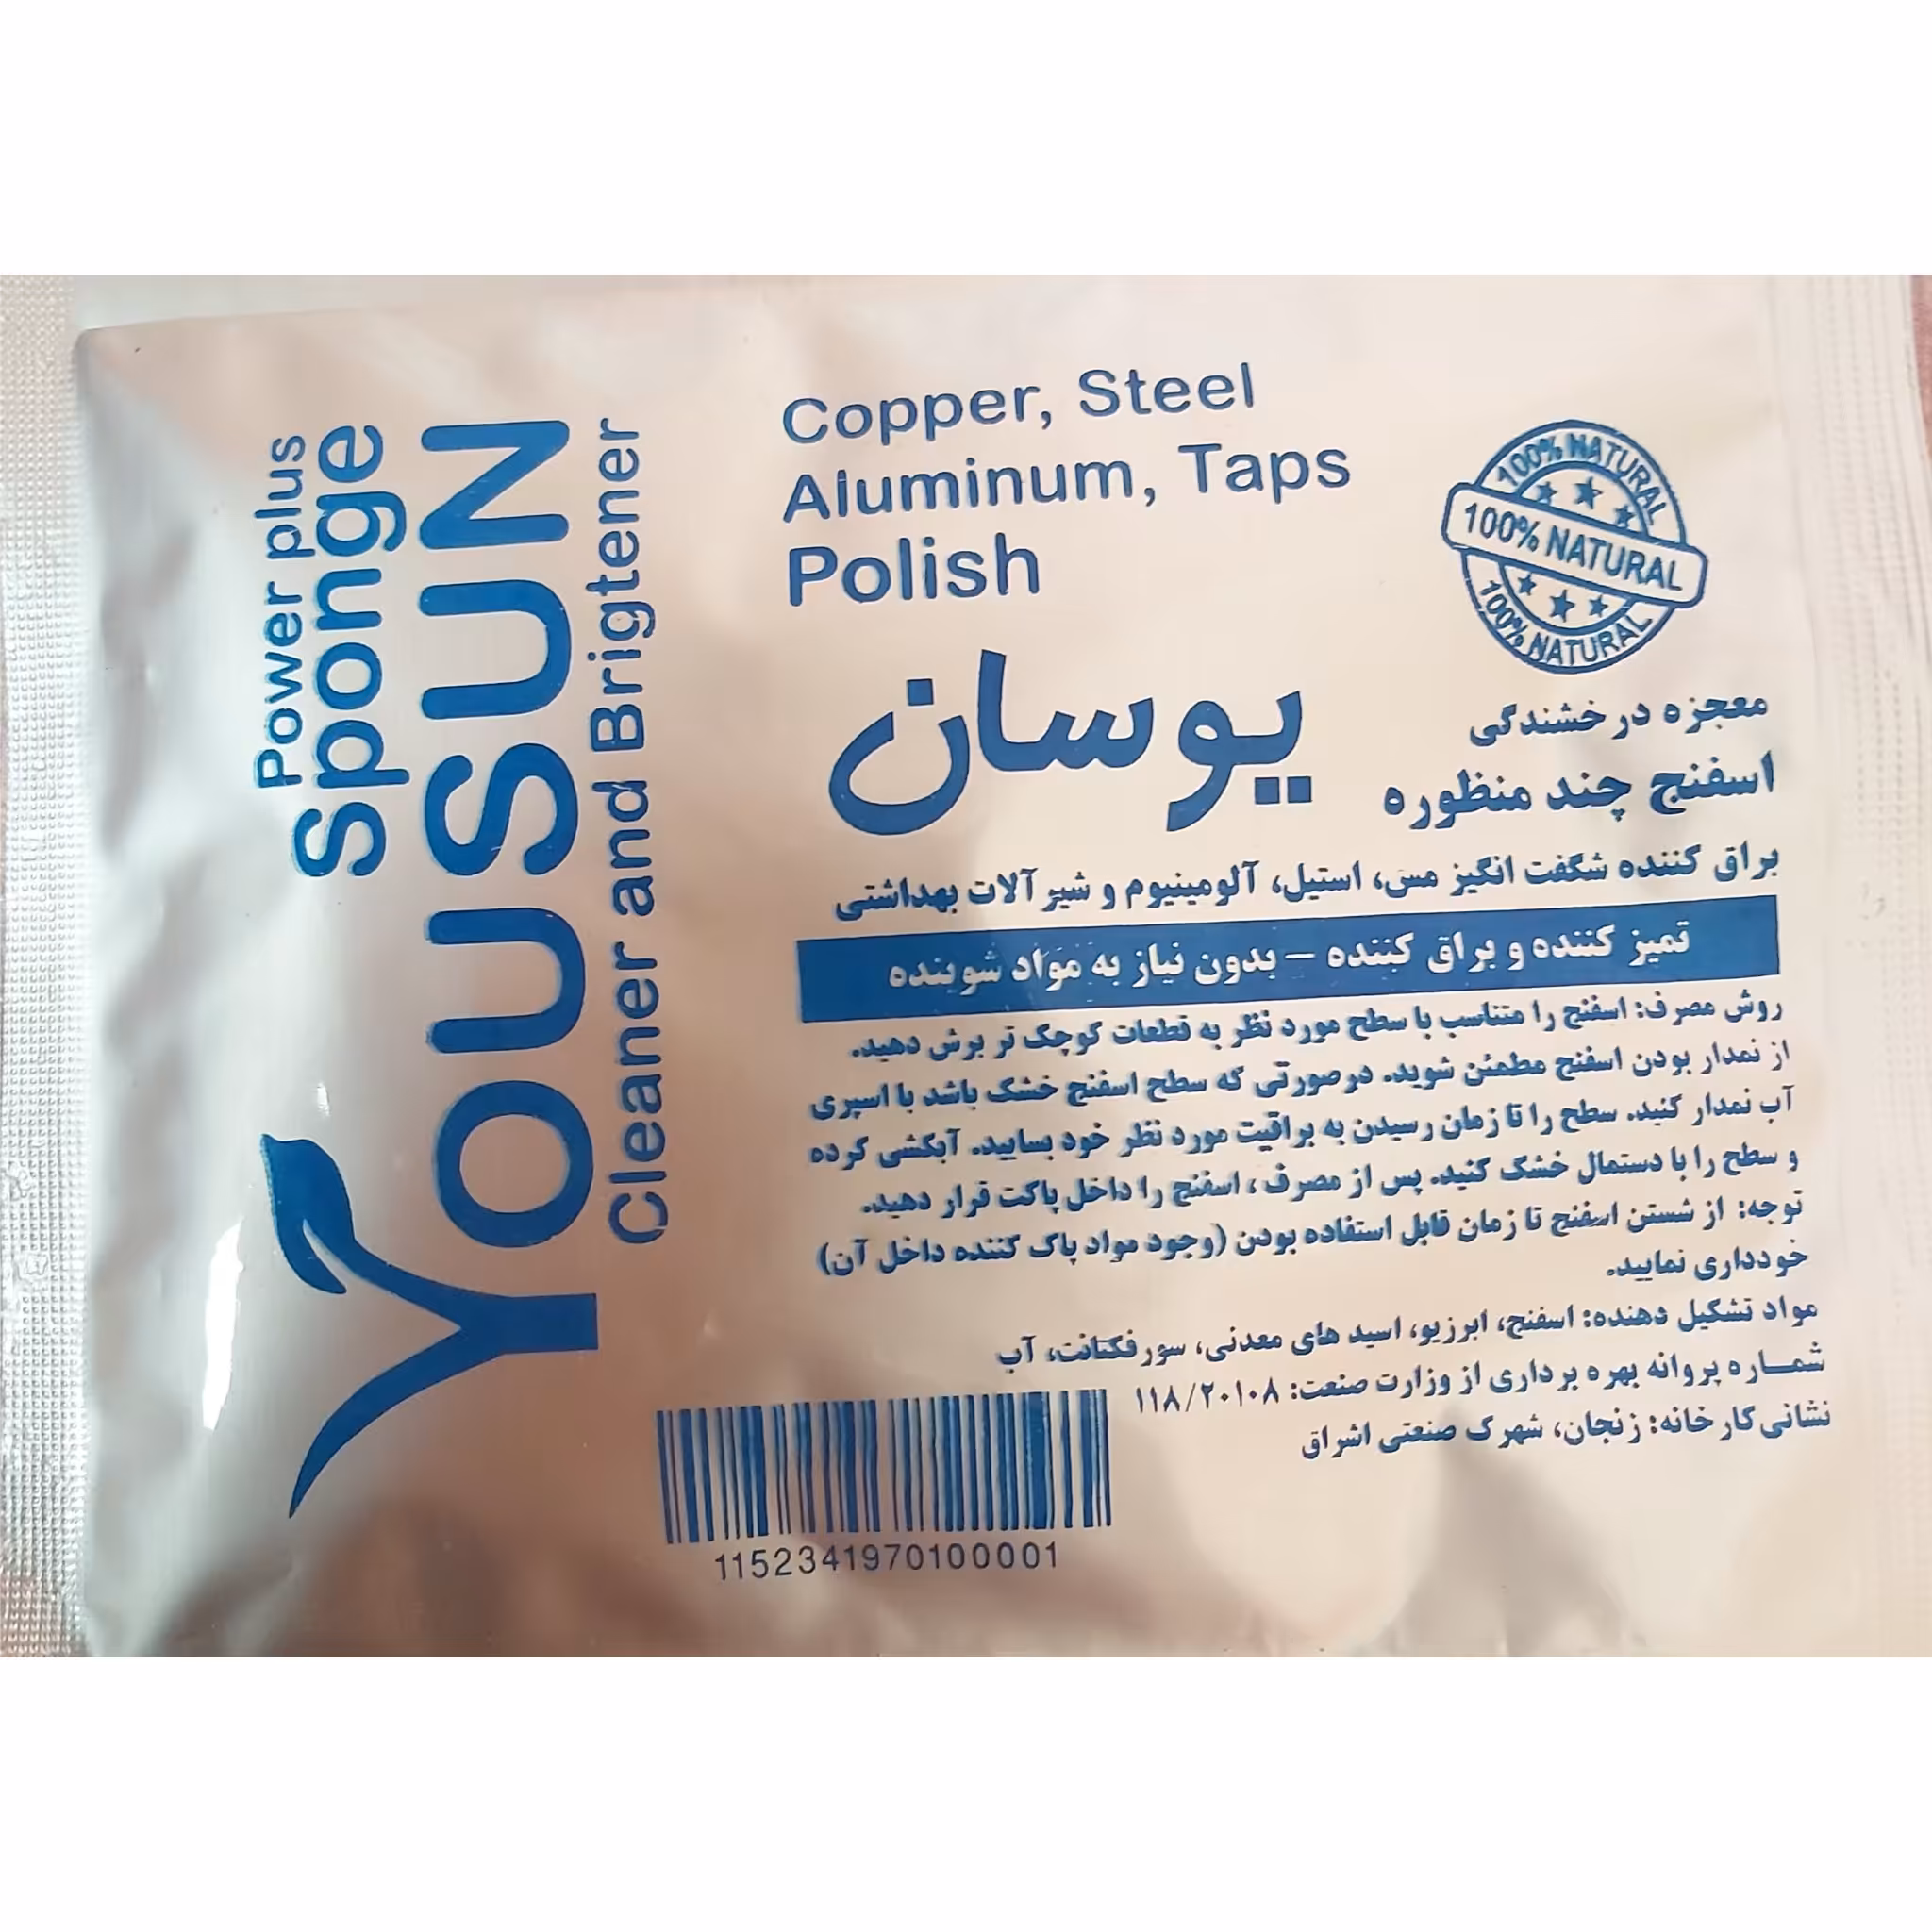 Power plus
Sponge
YOUSUN
Cleaner and Brigtener
Copper, Steel
Aluminum, Taps
Polish
100% NATURAL
100% NATURAL
100% NATURAL
یوسان
معجزه درخشندگی
اسفنج چند منظوره
براق کننده شگفت انگیز مس، استیل، آلومینیوم و شیرآلات بهداشتی
تمیز کننده و براق کننده – بدون نیاز به مواد شوینده
روش مصرف: اسفنج را متناسب با سطح مورد نظر به قطعات کوچک تر برش دهید.
از نمدار بودن اسفنج مطمئن شوید. درصورتی که سطح اسفنج خشک باشد با اسپری
آب نمدار کنید. سطح را تا زمان رسیدن به براقیت مورد نظر خود بسایید. آبکشی کرده
و سطح را با دستمال خشک کنید. پس از مصرف، اسفنج را داخل پاکت قرار دهید.
توجه: از شستن اسفنج تا زمان قابل استفاده بودن (وجود مواد پاک کننده داخل آن)
خودداری نمایید.
مواد تشکیل دهنده: اسفنج، ابرزیو، اسید های معدنی، سورفکتانت، آب
شماره پروانه بهره برداری از وزارت صنعت: ۱۱۸/۲۰۱۰۸
نشانی کارخانه: زنجان، شهرک صنعتی اشراق
1152341970100001